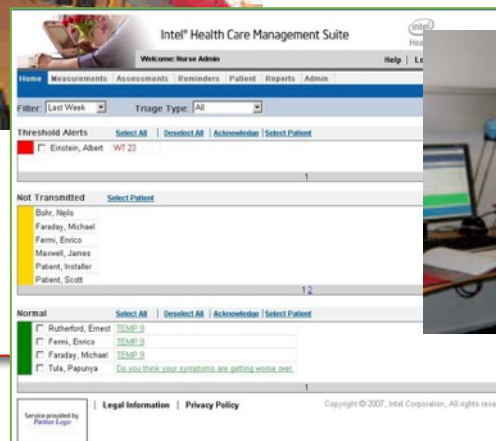 Intel® Health Care Management Suite
intel
Welcome: Nurse Admin
Help |
Home Measurements Assessments Reminders Patient Reports Admin
Filter: Last Week Triage Type: All
Threshold Alerts Select All | Deselect All | Acknowledge | Select Patient
Einstein, Albert WT 23
1
Not Transmitted Select Patient
Bohr, Neils
Faraday, Michael
Fermi, Enrico
Maxwell, James
Patient, Installer
Patient, Scott
1 2
Normal Select All | Deselect All | Acknowledge | Select Patient
Rutherford, Ernest TEMP 9
Fermi, Enrico TEMP 9
Faraday, Michael TEMP 9
Tula, Papunya Do you think your symptoms are getting worse over,
1
Service provided by
Partner Logo
| Legal Information | Privacy Policy
Copyright © 2007, Intel Corporation, All rights rese